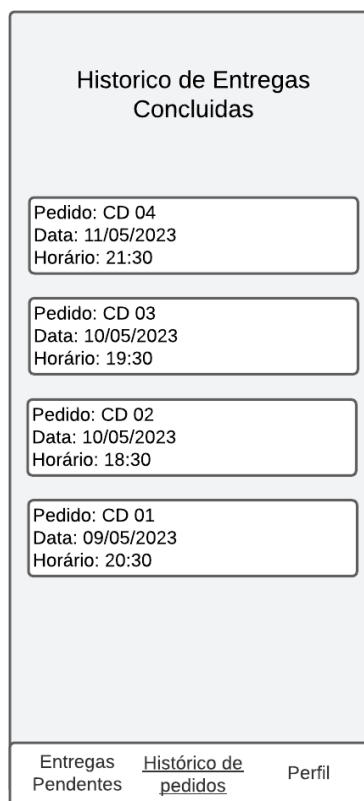 Historico de Entregas
Concluidas
Pedido: CD 04
Data: 11/05/2023
Horário: 21:30
Pedido: CD 03
Data: 10/05/2023
Horário: 19:30
Pedido: CD 02
Data: 10/05/2023
Horário: 18:30
Pedido: CD 01
Data: 09/05/2023
Horário: 20:30
Entregas
Pendentes
Histórico de
pedidos
Perfil